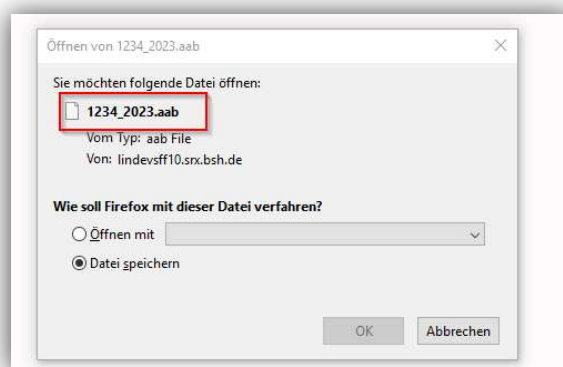 Öffnen von 1234_2023.aab
Sie möchten folgende Datei öffnen:
1234_2023.aab
Vom Typ: aab File
Von: lindevsff10.srx.bsh.de
Wie soll Firefox mit dieser Datei verfahren?
Öffnen mit
Datei speichern
OK Abbrechen